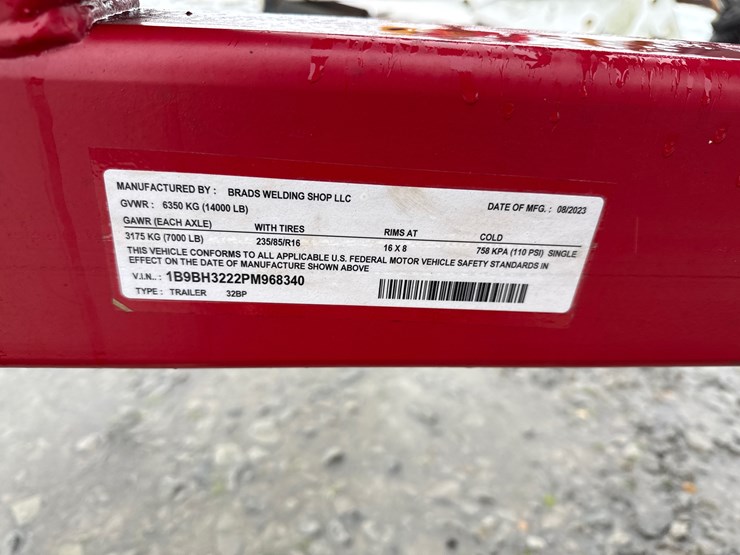 MANUFACTURED BY : BRADS WELDING SHOP LLC
GVWR : 6350 KG (14000 LB) DATE OF MFG. : 08/2023
GAWR (EACH AXLE) WITH TIRES RIMS AT COLD
3175 KG (7000 LB) 235/85/R16 16 X 8 758 KPA (110 PSI) SINGLE
THIS VEHICLE CONFORMS TO ALL APPLICABLE U.S. FEDERAL MOTOR VEHICLE SAFETY STANDARDS IN
EFFECT ON THE DATE OF MANUFACTURE SHOWN ABOVE
V.I.N.. : 1B9BH3222PM968340
TYPE : TRAILER 32BP